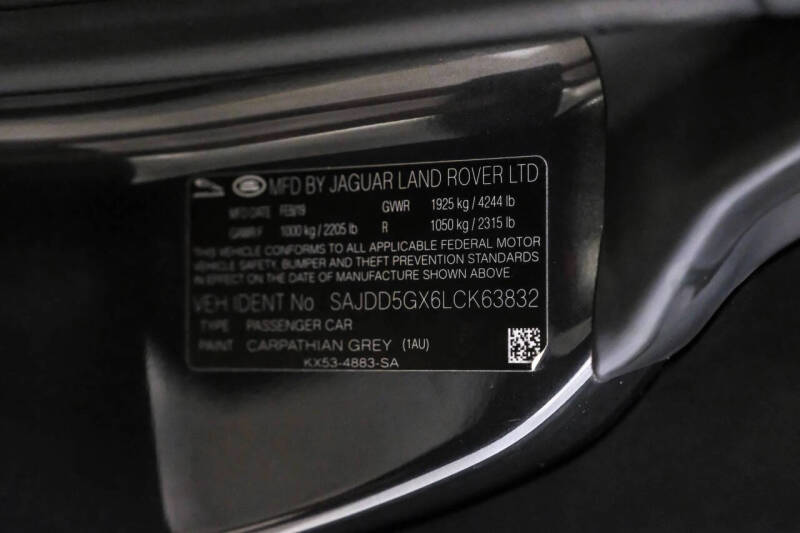 MFD BY JAGUAR LAND ROVER LTD
MFD DATE FEB/19 GVWR 1925 kg / 4244 lb
GAWR F 1000 kg / 2205 lb R 1050 kg / 2315 lb
THIS VEHICLE CONFORMS TO ALL APPLICABLE FEDERAL MOTOR
VEHICLE SAFETY, BUMPER AND THEFT PREVENTION STANDARDS
IN EFFECT ON THE DATE OF MANUFACTURE SHOWN ABOVE
VEH IDENT No SAJDD5GX6LCK63832
TYPE PASSENGER CAR
PAINT CARPATHIAN GREY (1AU)
KX53-4883-SA